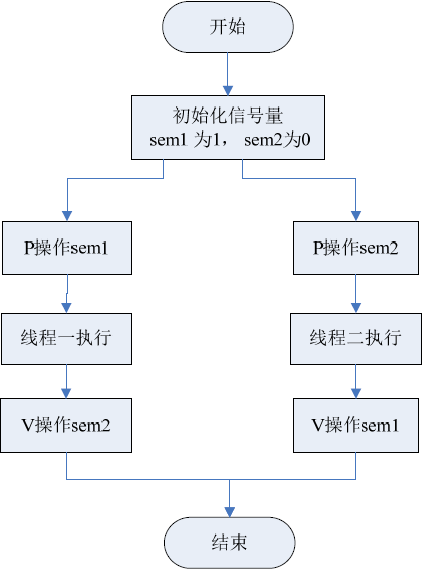 开始
初始化信号量
sem1 为1， sem2为0
P操作sem1
P操作sem2
线程一执行
线程二执行
V操作sem2
V操作sem1
结束